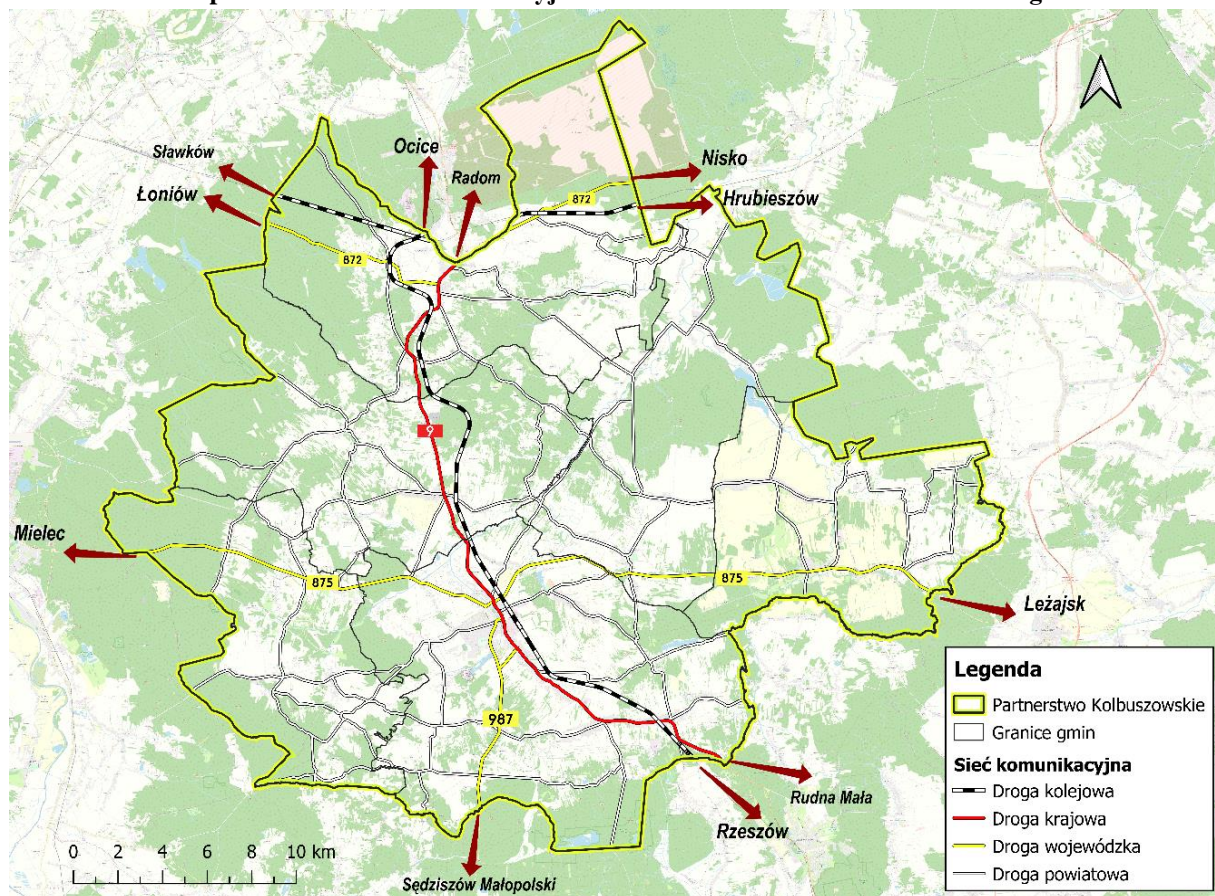 Ocice
Radom
Sławków
Łoniów
Nisko
Hrubieszów
872
872
9
Mielec
875
875
Leżajsk
987
Rudna Mała
Rzeszów
Sędziszów Małopolski
0 2 4 6 8 10 km
Legenda
Partnerstwo Kolbuszowskie
Granice gmin
Sieć komunikacyjna
Droga kolejowa
Droga krajowa
Droga wojewódzka
Droga powiatowa